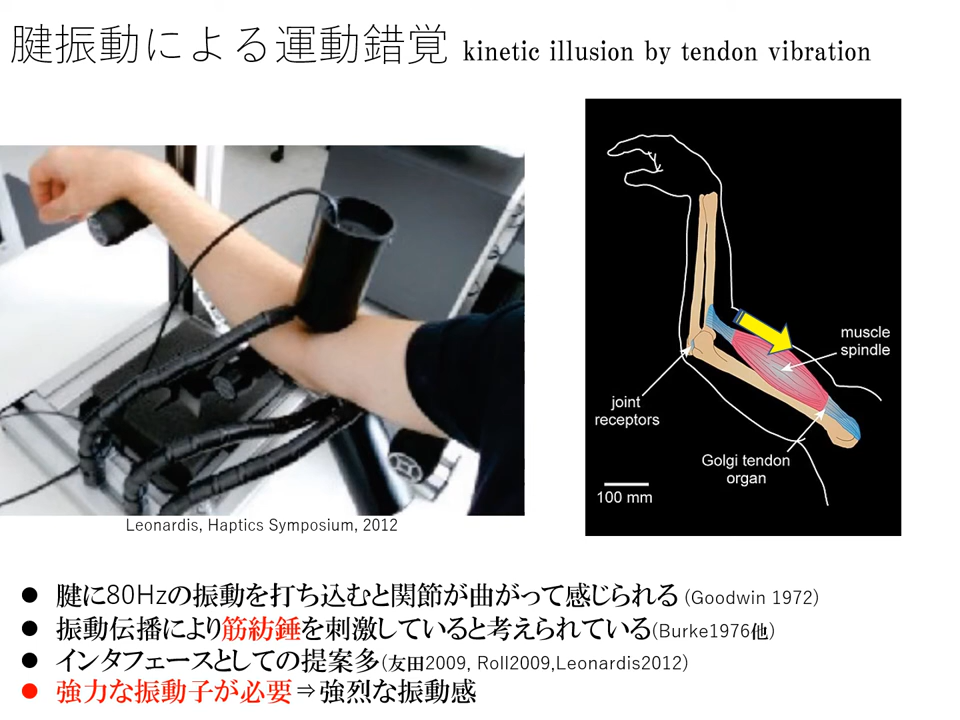 腱振動による運動錯覚 kinetic illusion by tendon vibration
muscle
spindle
joint
receptors
Golgi tendon
organ
100 mm
Leonardis, Haptics Symposium, 2012
● 腱に80Hzの振動を打ち込むと関節が曲がって感じられる (Goodwin 1972)
● 振動伝播により筋紡錘を刺激していると考えられている(Burke1976他)
● インタフェースとしての提案多(友田2009, Roll2009,Leonardis2012)
● 強力な振動子が必要⇒強烈な振動感